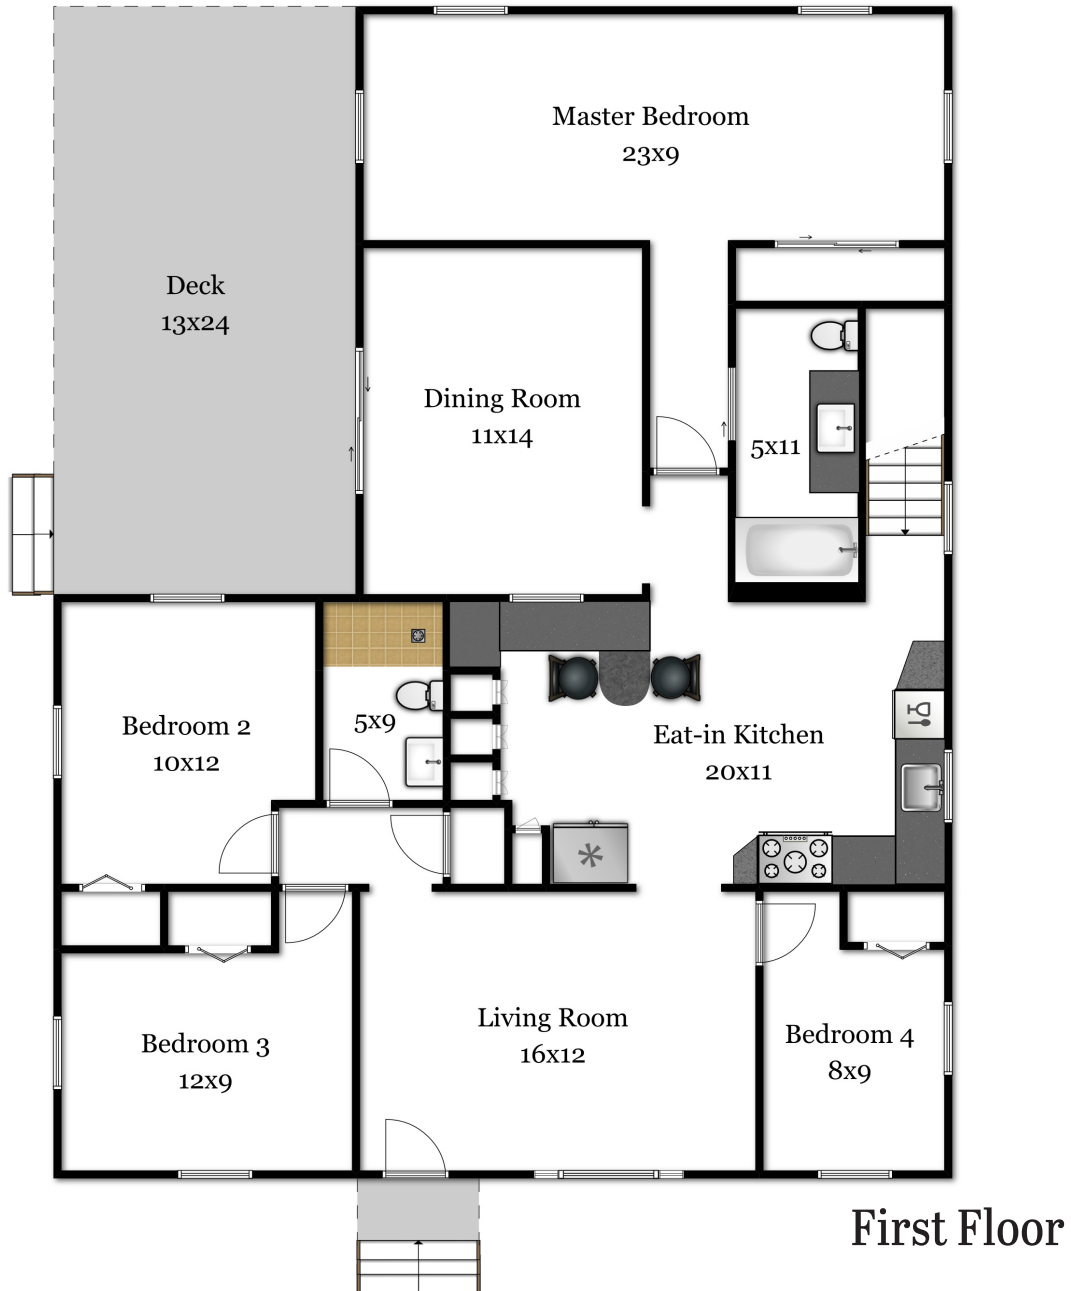 Master Bedroom
23x9
Deck
13x24
Dining Room
11x14
5x11
Bedroom 2
10x12
5x9
Eat-in Kitchen
20x11
Living Room
16x12
Bedroom 3
12x9
Bedroom 4
8x9
First Floor